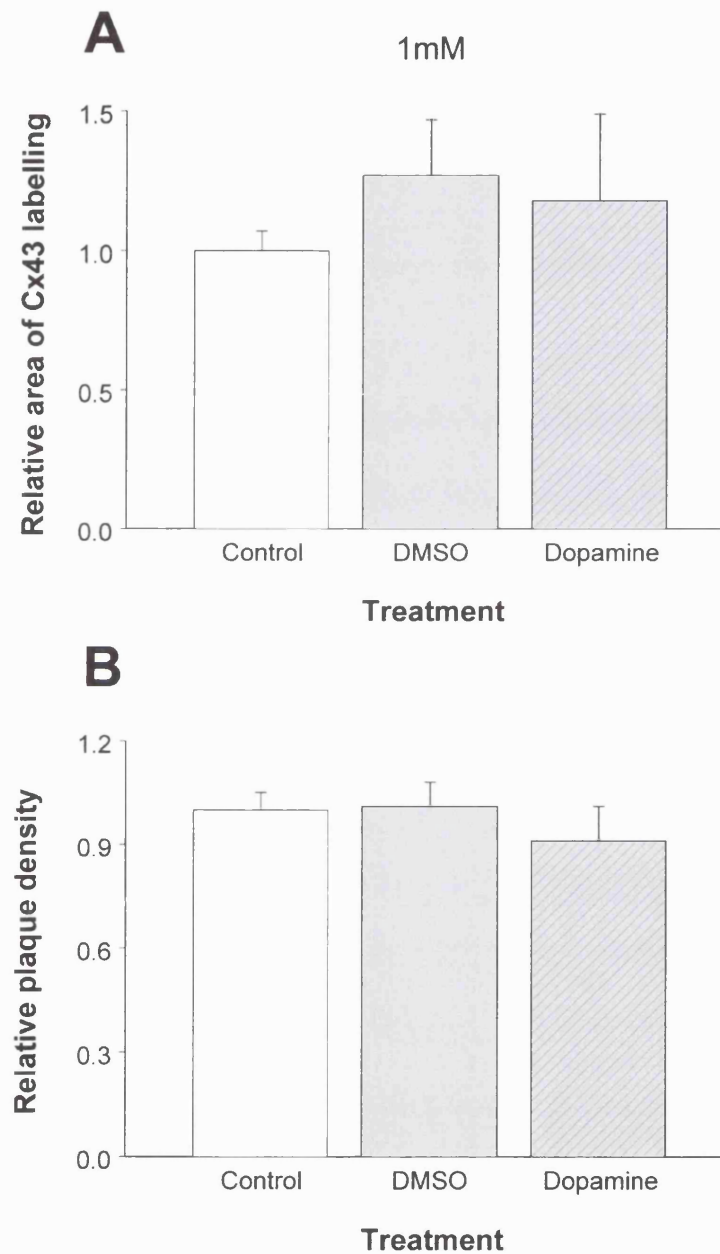 A
1mM
Relative area of Cx43 labelling
1.5
1.0
0.5
0.0
Control DMSO Dopamine
Treatment
B
Relative plaque density
1.2
0.9
0.6
0.3
0.0
Control DMSO Dopamine
Treatment